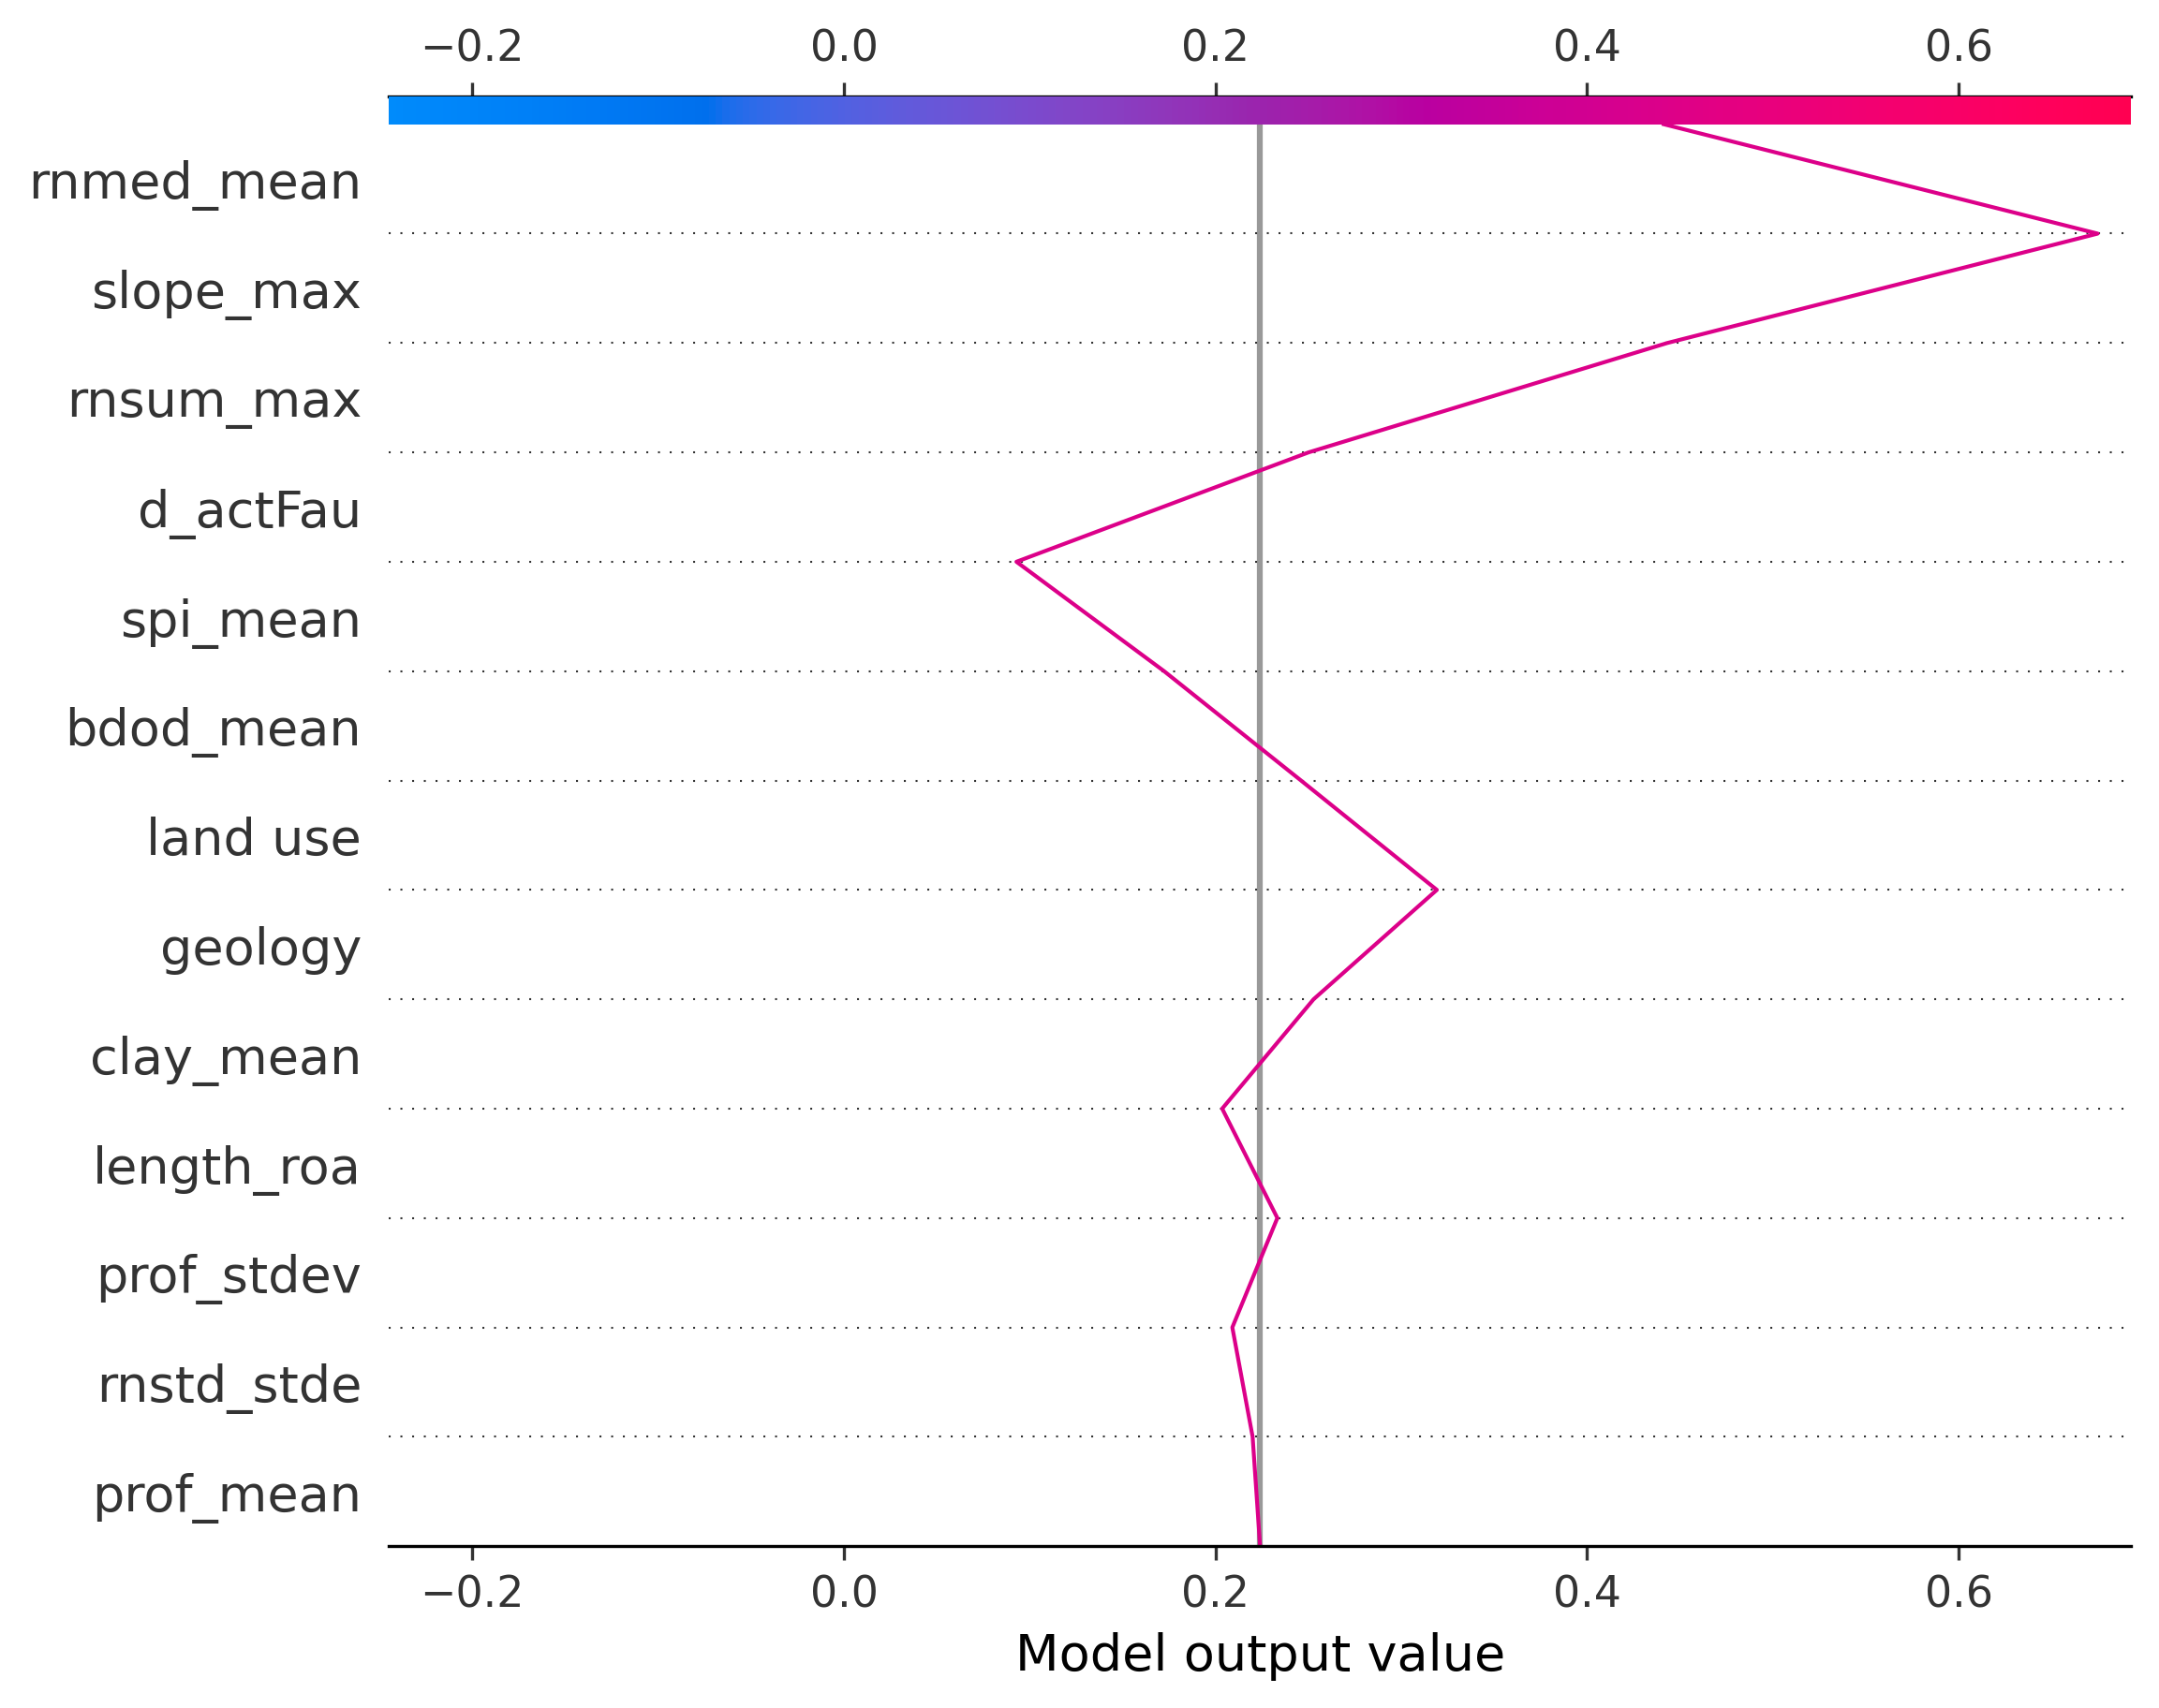 −0.2 0.0 0.2 0.4 0.6
rnmed_mean
slope_max
rnsum_max
d_actFau
spi_mean
bdod_mean
land use
geology
clay_mean
length_roa
prof_stdev
rnstd_stde
prof_mean
−0.2 0.0 0.2 0.4 0.6
Model output value